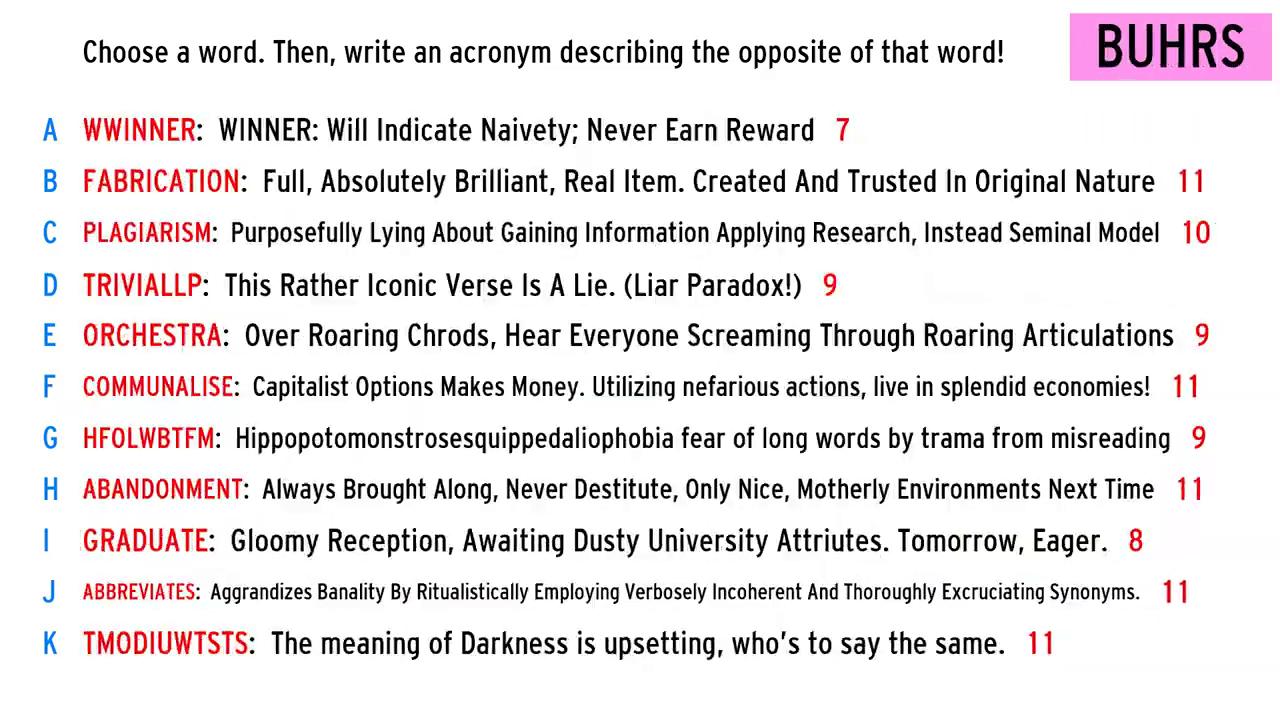 Choose a word. Then, write an acronym describing the opposite of that word!
BUHRS
A WWINNER: WINNER: Will Indicate Naivety; Never Earn Reward 7
B FABRICATION: Full, Absolutely Brilliant, Real Item. Created And Trusted In Original Nature 11
C PLAGIARISM: Purposefully Lying About Gaining Information Applying Research, Instead Seminal Model 10
D TRIVIALLP: This Rather Iconic Verse Is A Lie. (Liar Paradox!) 9
E ORCHESTRA: Over Roaring Chrods, Hear Everyone Screaming Through Roaring Articulations 9
F COMMUNALISE: Capitalist Options Makes Money. Utilizing nefarious actions, live in splendid economies! 11
G HFOLWBTFM: Hippopotomonstrosesquippedaliophobia fear of long words by trama from misreading 9
H ABANDONMENT: Always Brought Along, Never Destitute, Only Nice, Motherly Environments Next Time 11
I GRADUATE: Gloomy Reception, Awaiting Dusty University Attriutes. Tomorrow, Eager. 8
J ABBREVIATES: Aggrandizes Banality By Ritualistically Employing Verbosely Incoherent And Thoroughly Excruciating Synonyms. 11
K TMODIUWTSTS: The meaning of Darkness is upsetting, who's to say the same. 11